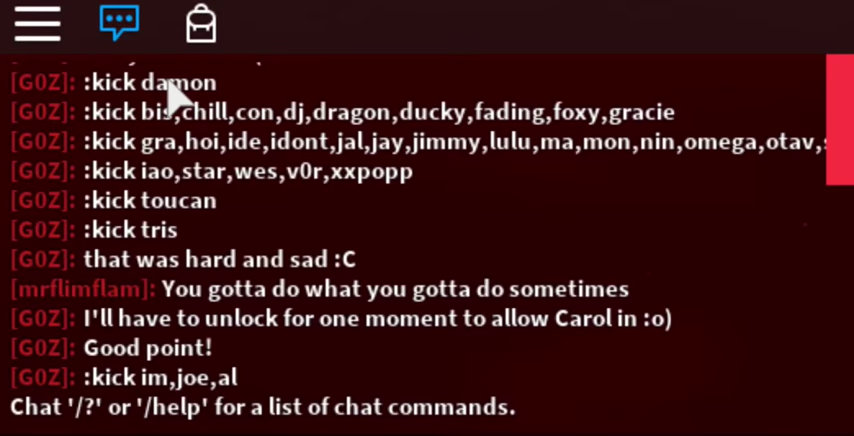 [G0Z]: :kick damon
[G0Z]: :kick bis,chill,con,dj,dragon,ducky,fading,foxy,gracie
[G0Z]: :kick gra,hoi,ide,idont,jal,jay,jimmy,lulu,ma,mon,nin,omega,otav,
[G0Z]: :kick iao,star,wes,v0r,xxpopp
[G0Z]: :kick toucan
[G0Z]: :kick tris
[G0Z]: that was hard and sad :C
[mrflimflam]: You gotta do what you gotta do sometimes
[G0Z]: I'll have to unlock for one moment to allow Carol in :o)
[G0Z]: Good point!
[G0Z]: :kick im,joe,al
Chat '/?' or '/help' for a list of chat commands.